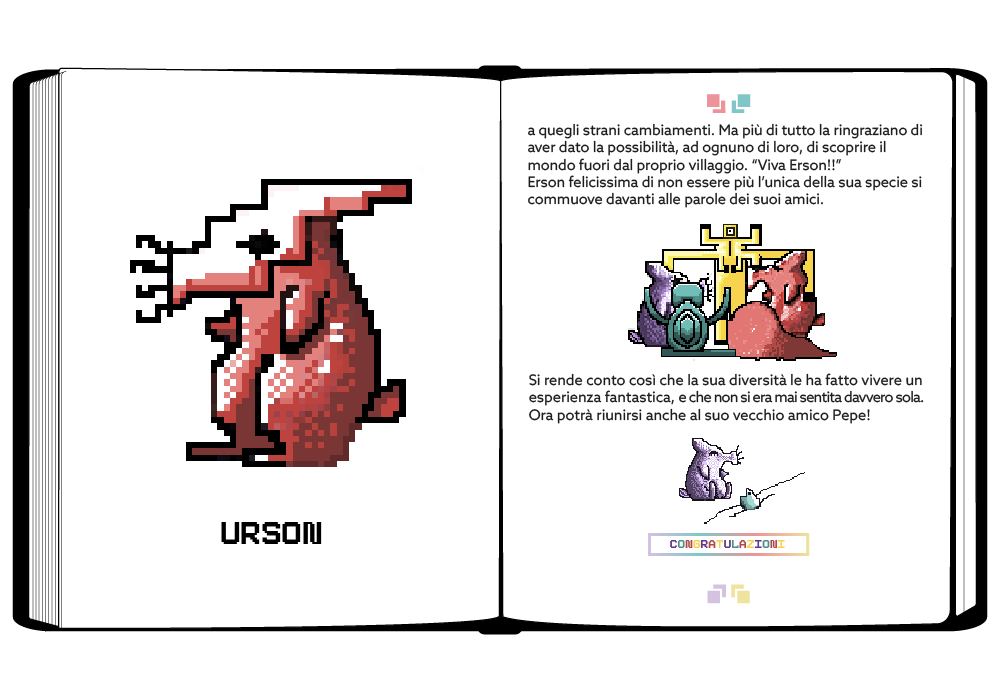 URSON
a quegli strani cambiamenti. Ma più di tutto la ringraziano di
aver dato la possibilità, ad ognuno di loro, di scoprire il
mondo fuori dal proprio villaggio. “Viva Erson!!”
Erson felicissima di non essere più l’unica della sua specie si
commuove davanti alle parole dei suoi amici.
Si rende conto così che la sua diversità le ha fatto vivere un
esperienza fantastica, e che non si era mai sentita davvero sola.
Ora potrà riunirsi anche al suo vecchio amico Pepe!
CONGRATULAZIONI